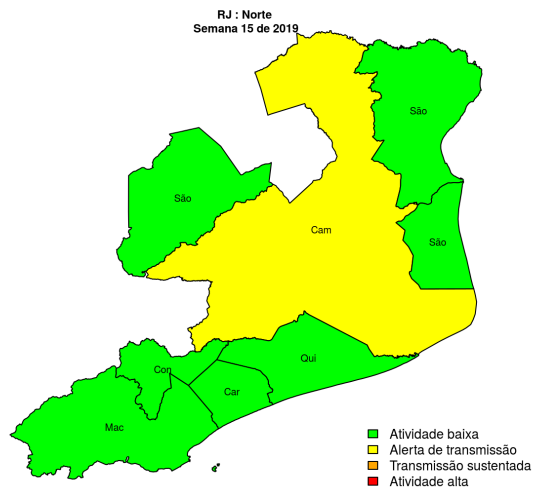 RJ : Norte
Semana 15 de 2019
São
São
Cam
São
Qui
Con
Car
Mac
Atividade baixa
Alerta de transmissão
Transmissão sustentada
Atividade alta